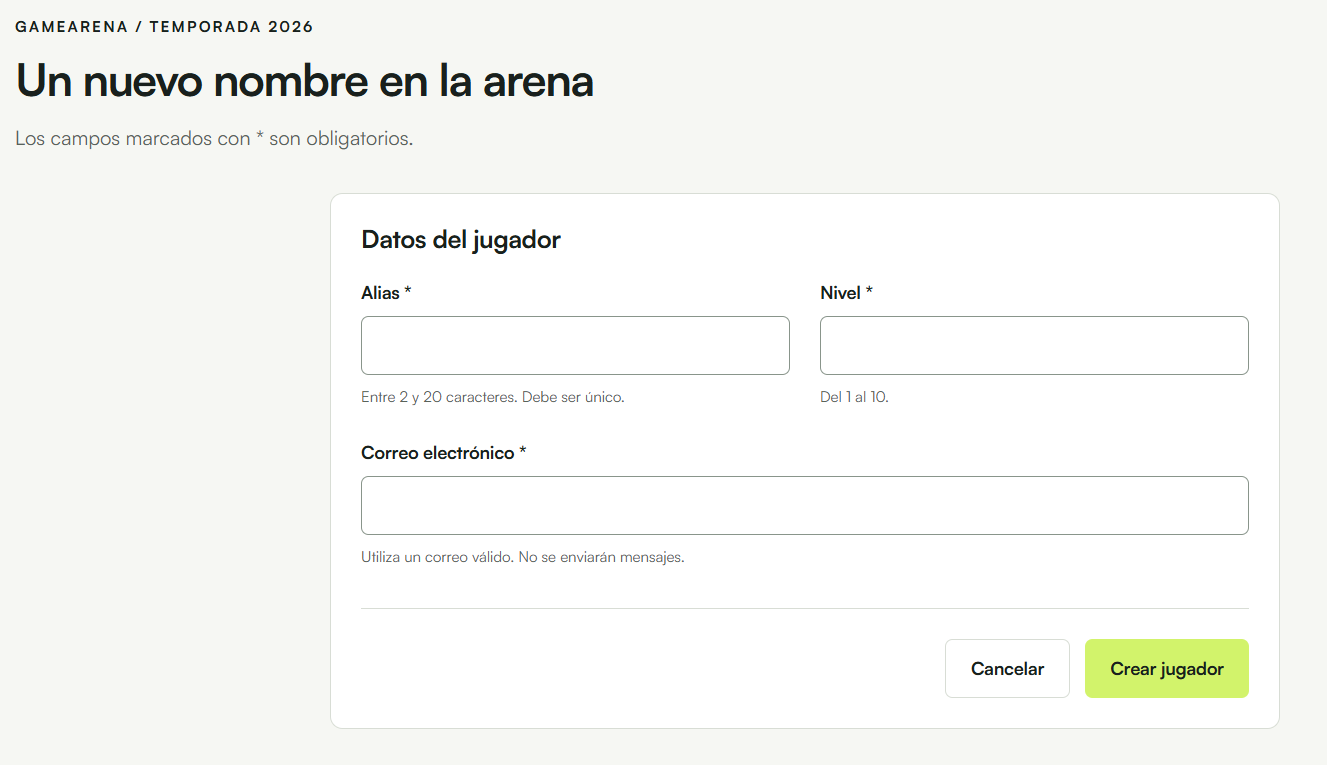 GAMEARENA / TEMPORADA 2026
Un nuevo nombre en la arena
Los campos marcados con * son obligatorios.
Datos del jugador
Alias *
Nivel *
Entre 2 y 20 caracteres. Debe ser único.
Del 1 al 10.
Correo electrónico *
Utiliza un correo válido. No se enviarán mensajes.
Cancelar
Crear jugador